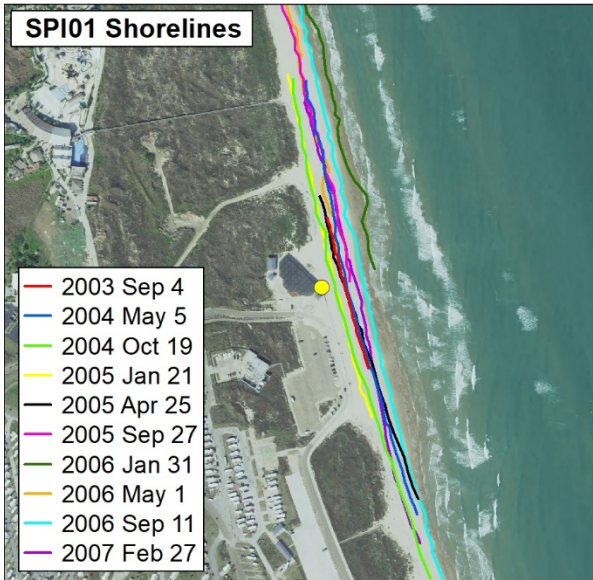 SPI01 Shorelines
2003 Sep 4
2004 May 5
2004 Oct 19
2005 Jan 21
2005 Apr 25
2005 Sep 27
2006 Jan 31
2006 May 1
2006 Sep 11
2007 Feb 27